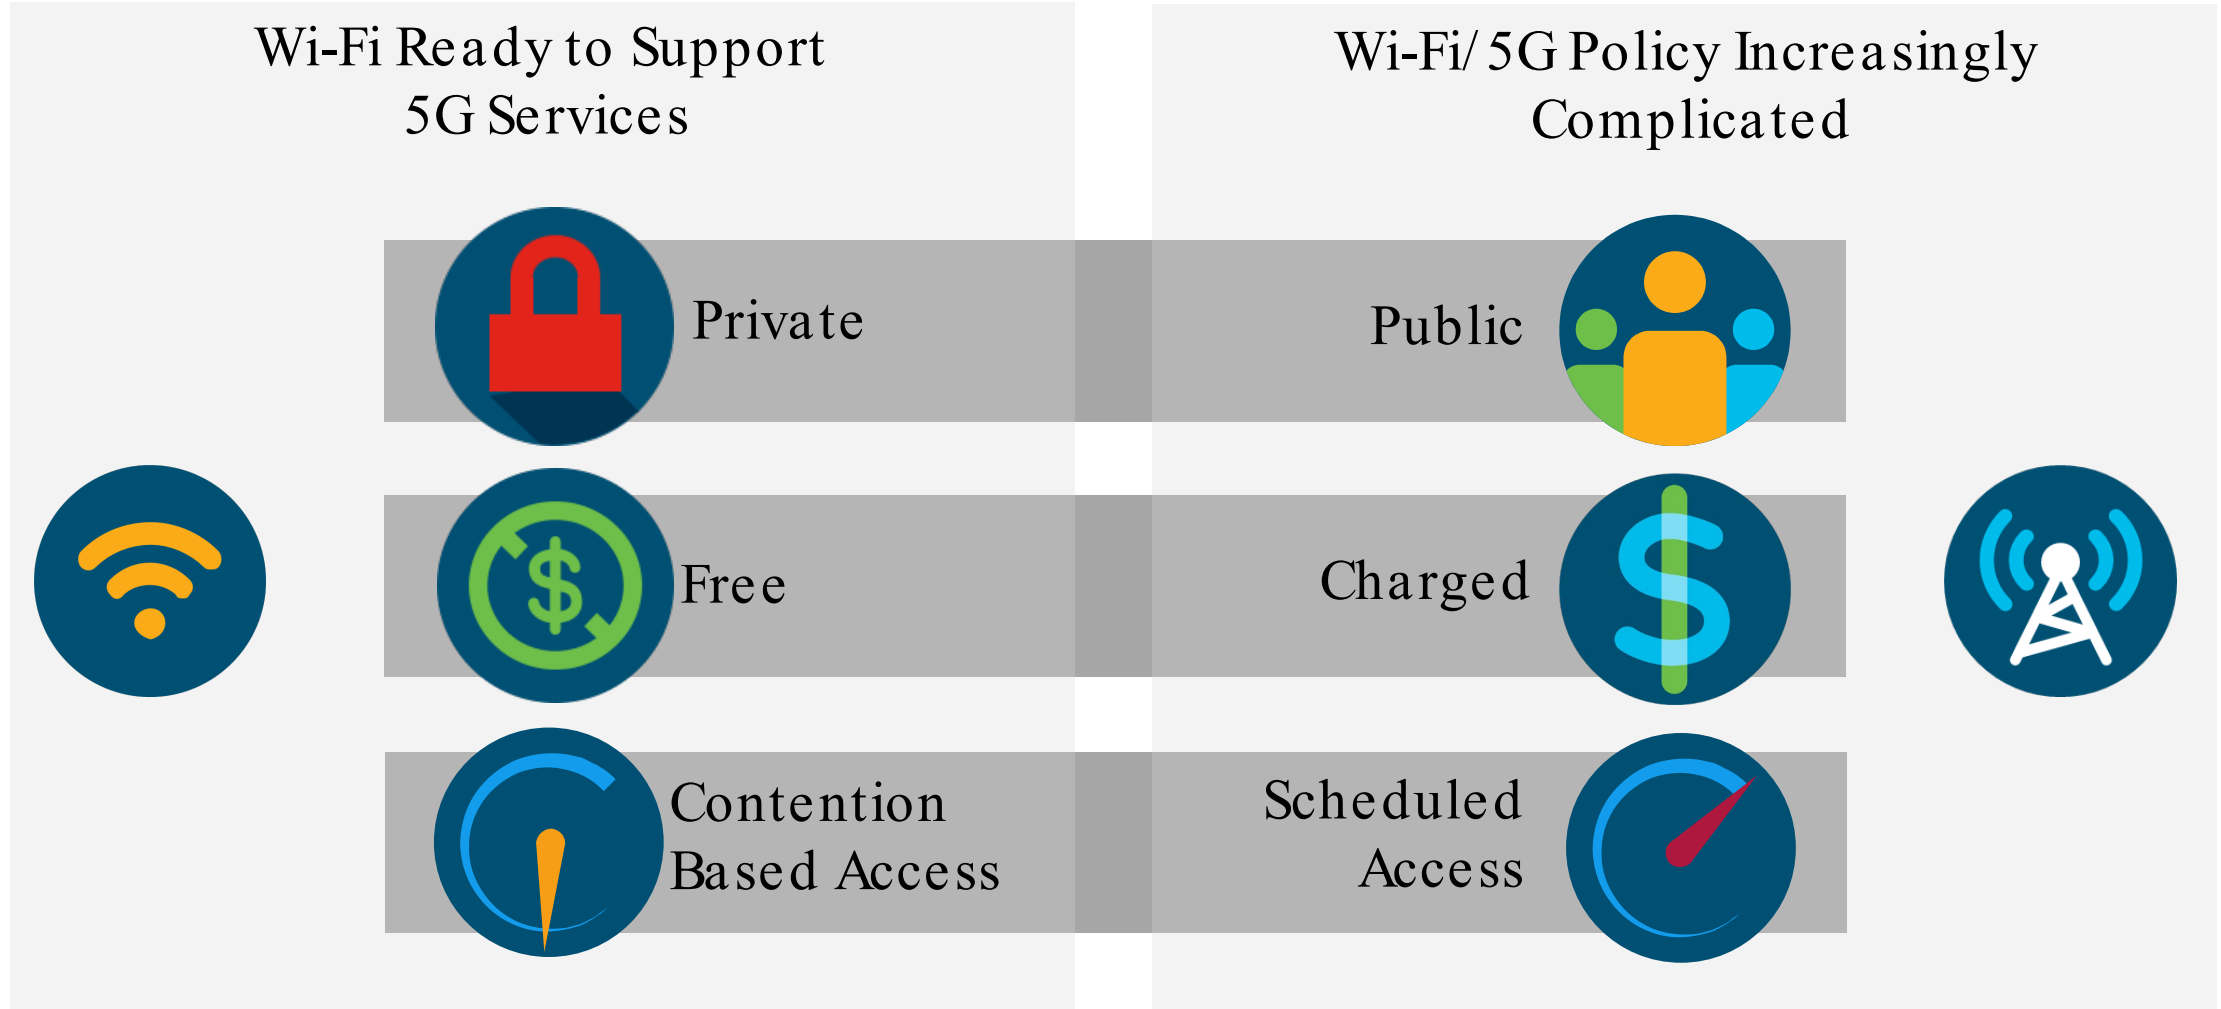 Wi-Fi Ready to Support
5G Services
Wi-Fi/5G Policy Increasingly
Complicated
Private
Public
Free
Charged
Contention
Based Access
Scheduled
Access